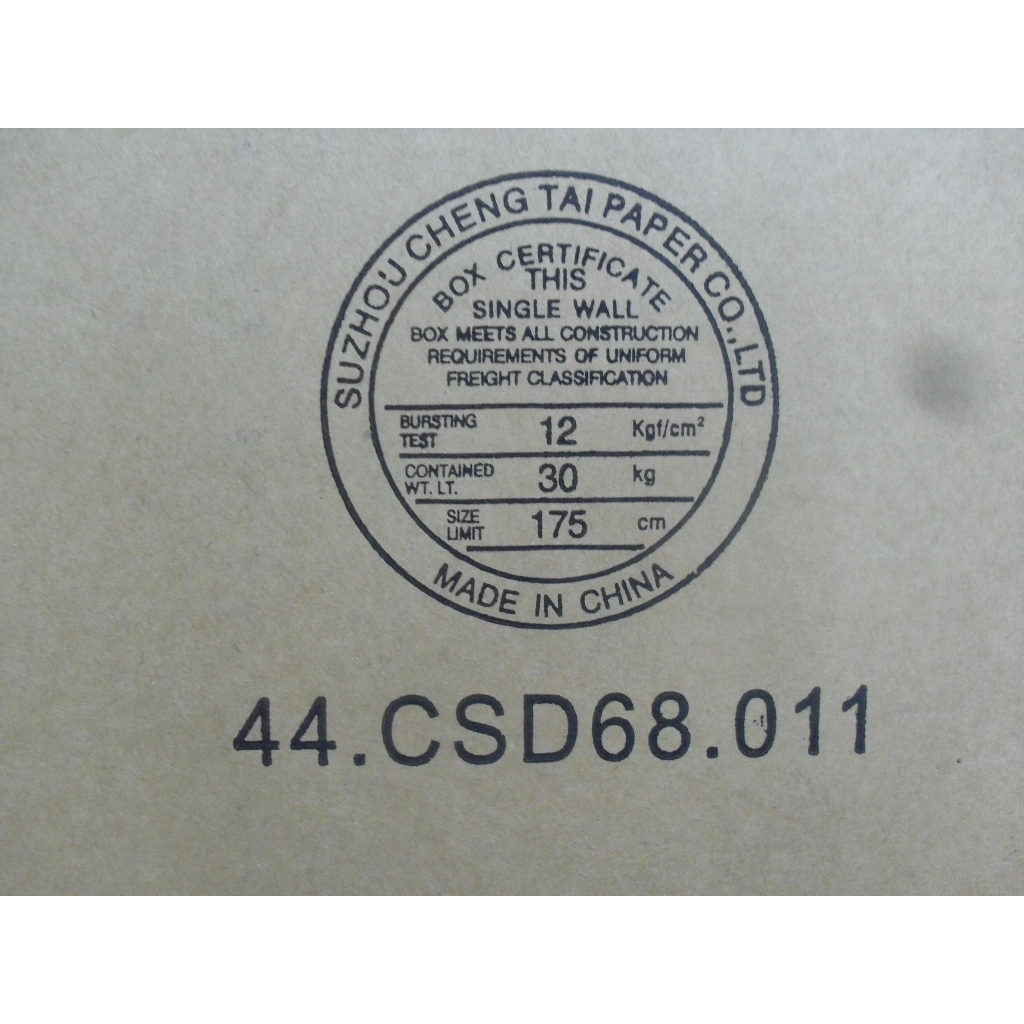 SUZHOU CHENG TAI PAPER CO.,LTD
BOX CERTIFICATE
THIS
SINGLE WALL
BOX MEETS ALL CONSTRUCTION
REQUIREMENTS OF UNIFORM
FREIGHT CLASSIFICATION
BURSTING TEST 12 Kgf/cm²
CONTAINED WT. LT. 30 kg
SIZE LIMIT 175 cm
MADE IN CHINA
44.CSD68.011